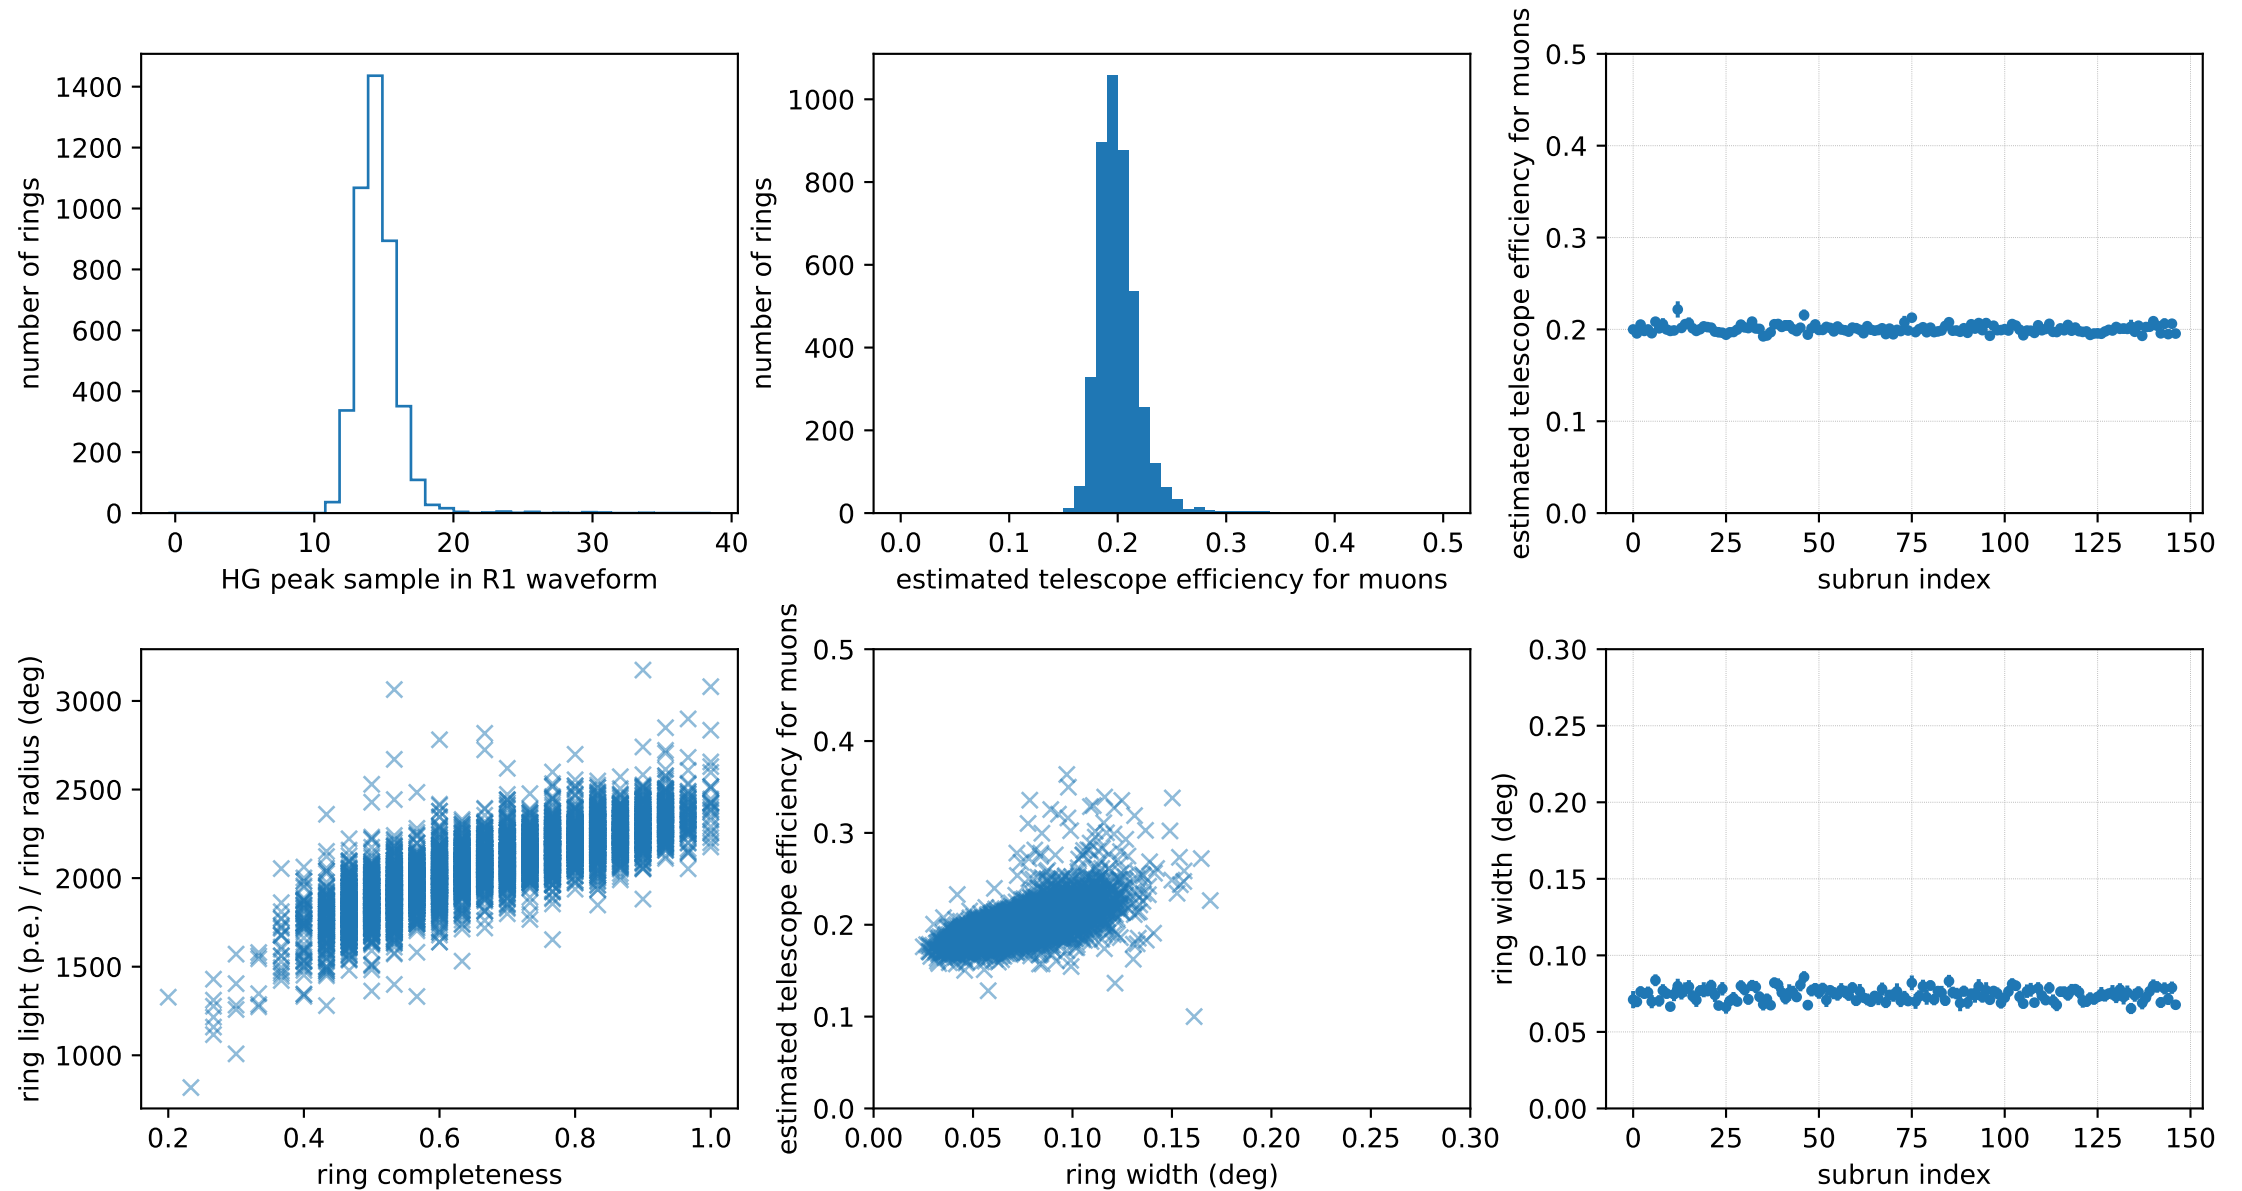 1400
1200
1000
800
600
400
200
0
number of rings
0 10 20 30 40
HG peak sample in R1 waveform
1000
800
600
400
200
0
number of rings
0.0 0.1 0.2 0.3 0.4 0.5
estimated telescope efficiency for muons
0.5
0.4
0.3
0.2
0.1
0.0
estimated telescope efficiency for muons
0 25 50 75 100 125 150
subrun index
3000
2500
2000
1500
1000
ring light (p.e.) / ring radius (deg)
0.2 0.4 0.6 0.8 1.0
ring completeness
0.5
0.4
0.3
0.2
0.1
0.0
estimated telescope efficiency for muons
0.00 0.05 0.10 0.15 0.20 0.25 0.30
ring width (deg)
0.30
0.25
0.20
0.15
0.10
0.05
0.00
ring width (deg)
0 25 50 75 100 125 150
subrun index